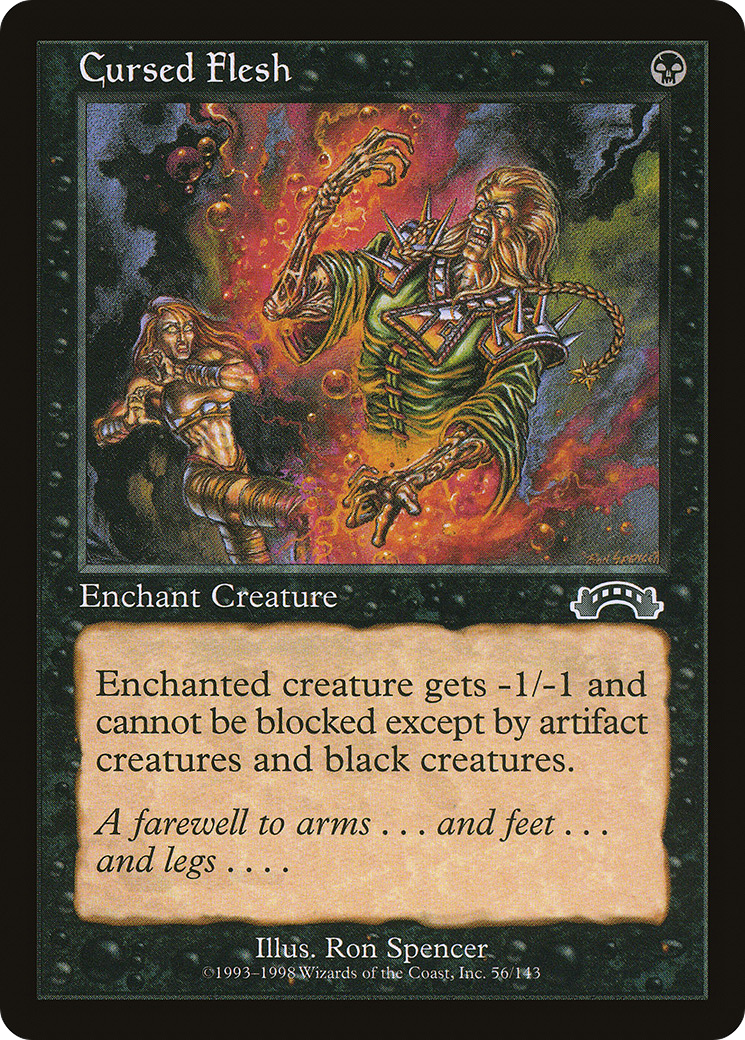 Cursed Flesh
RON SPENCER
Enchant Creature
Enchanted creature gets -1/-1 and
cannot be blocked except by artifact
creatures and black creatures.
A farewell to arms . . . and feet . . .
and legs . . . .
Illus. Ron Spencer
©1993–1998 Wizards of the Coast, Inc. 56/143